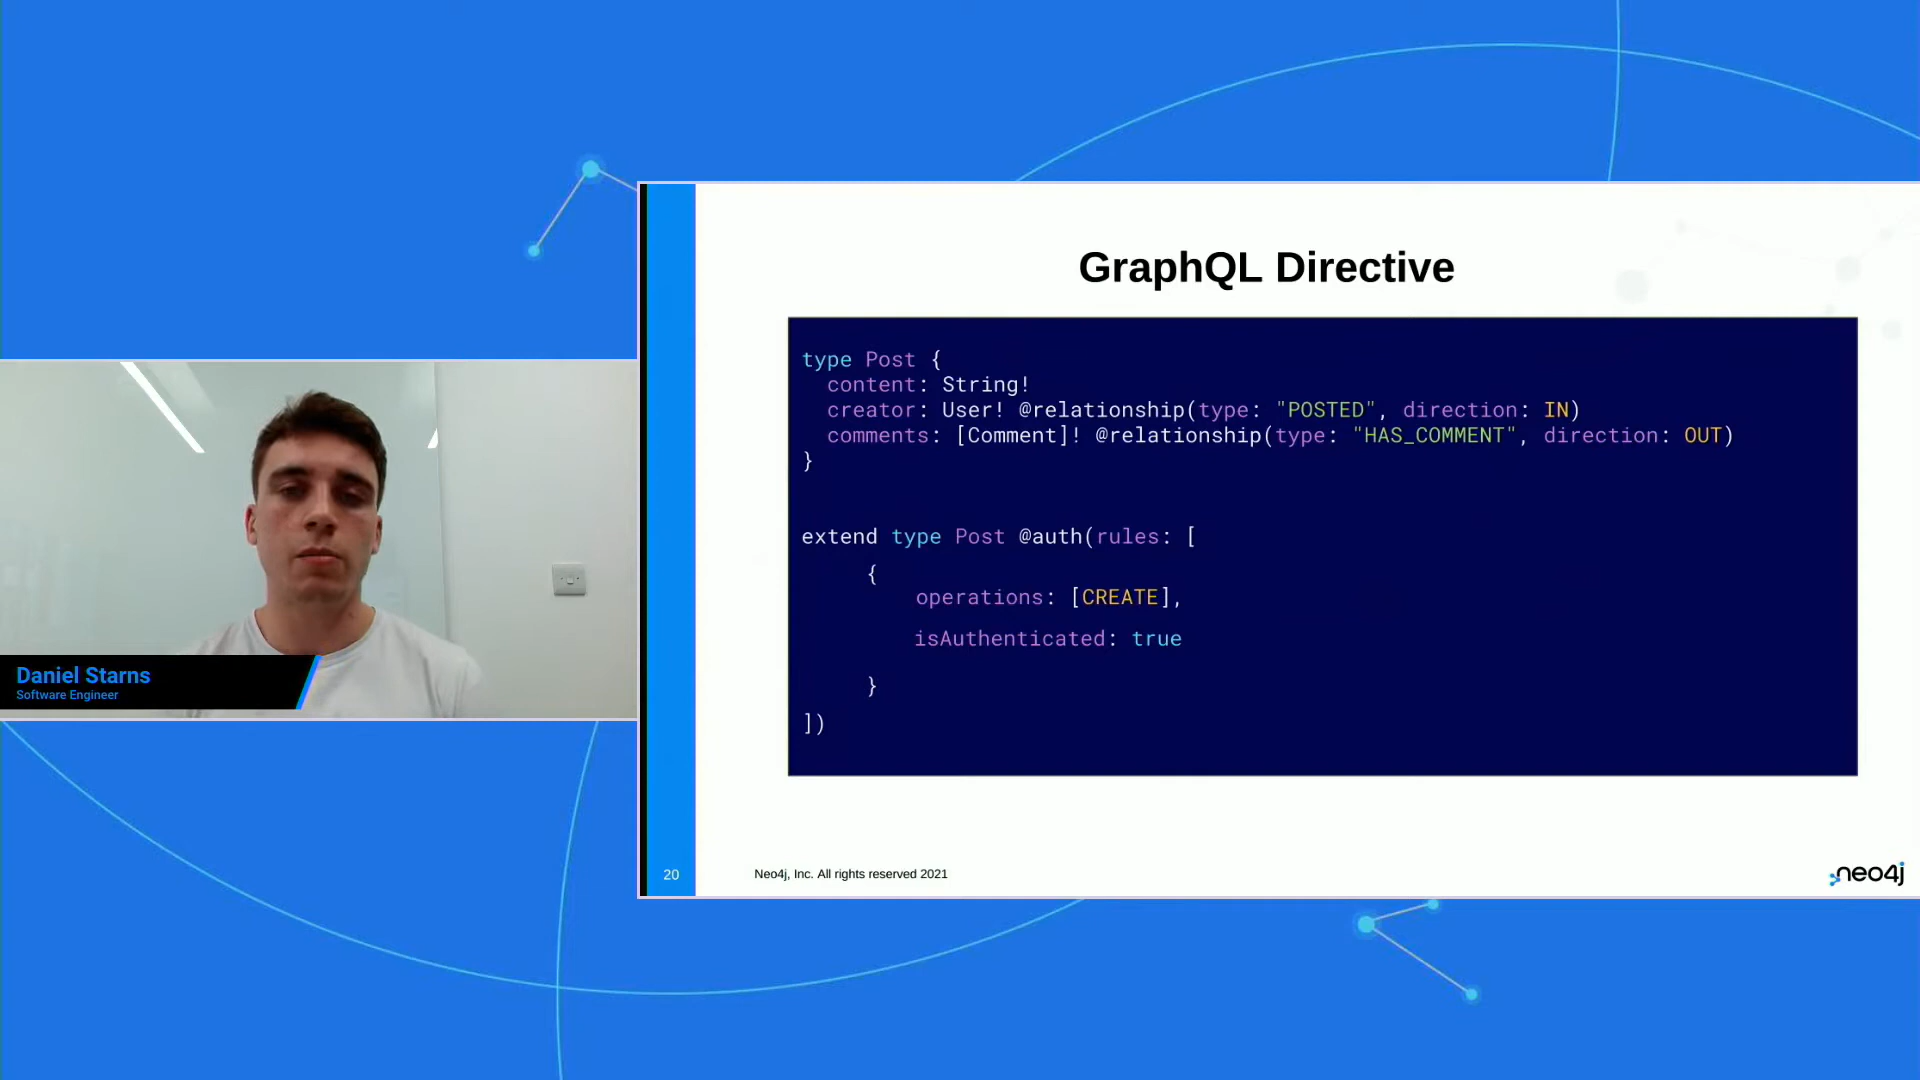 GraphQL Directive
type Post {
content: String!
creator: User! @relationship(type: "POSTED", direction: IN)
comments: [Comment]! @relationship(type: "HAS_COMMENT", direction: OUT)
}
extend type Post @auth(rules: [
{
operations: [CREATE],
isAuthenticated: true
}
])
Daniel Starns
Software Engineer
20
Neo4j, Inc. All rights reserved 2021
neo4j